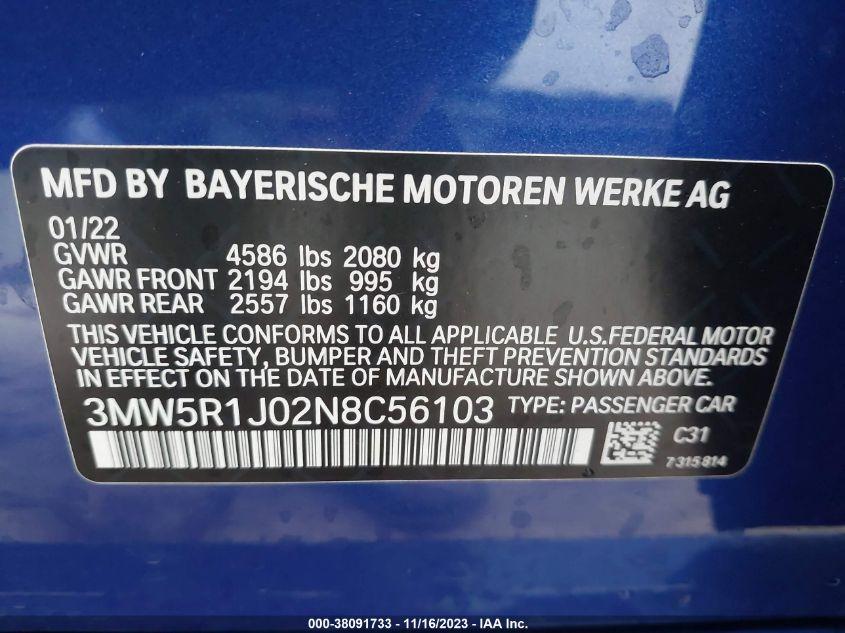 MFD BY BAYERISCHE MOTOREN WERKE AG
01/22
GVWR 4586 lbs 2080 kg
GAWR FRONT 2194 lbs 995 kg
GAWR REAR 2557 lbs 1160 kg
THIS VEHICLE CONFORMS TO ALL APPLICABLE U.S.FEDERAL MOTOR
VEHICLE SAFETY, BUMPER AND THEFT PREVENTION STANDARDS
IN EFFECT ON THE DATE OF MANUFACTURE SHOWN ABOVE.
3MW5R1J02N8C56103 TYPE: PASSENGER CAR
C31
7315814
000-38091733 - 11/16/2023 - IAA Inc.